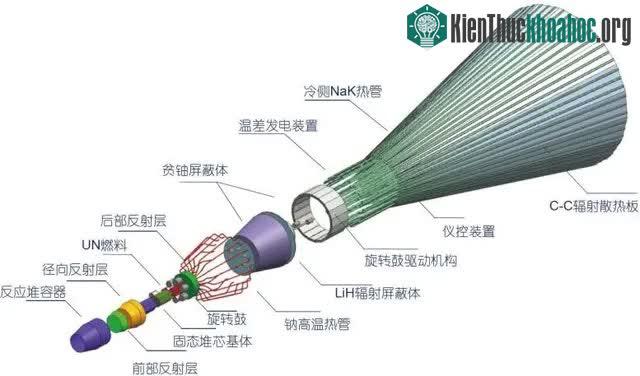 KienThuckhoahoc.org
冷侧NaK热管
温差发电装置
贫铀屏蔽体
后部反射层
UN燃料
径向反射层
反应堆容器
C-C辐射散热板
仪控装置
旋转鼓驱动机构
LiH辐射屏蔽体
钠高温热管
旋转鼓
固态堆芯基体
前部反射层